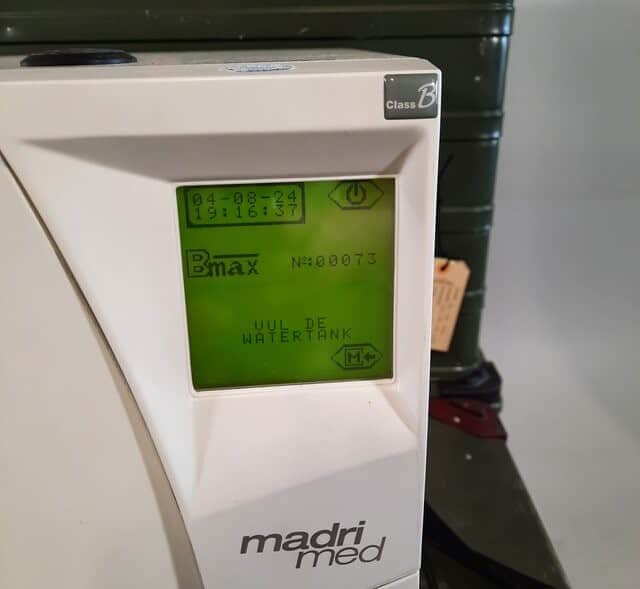 Class B
04-08-24
19:16:37
Bmax Nº:00073
VUL DE
WATERTANK
M
madri
med